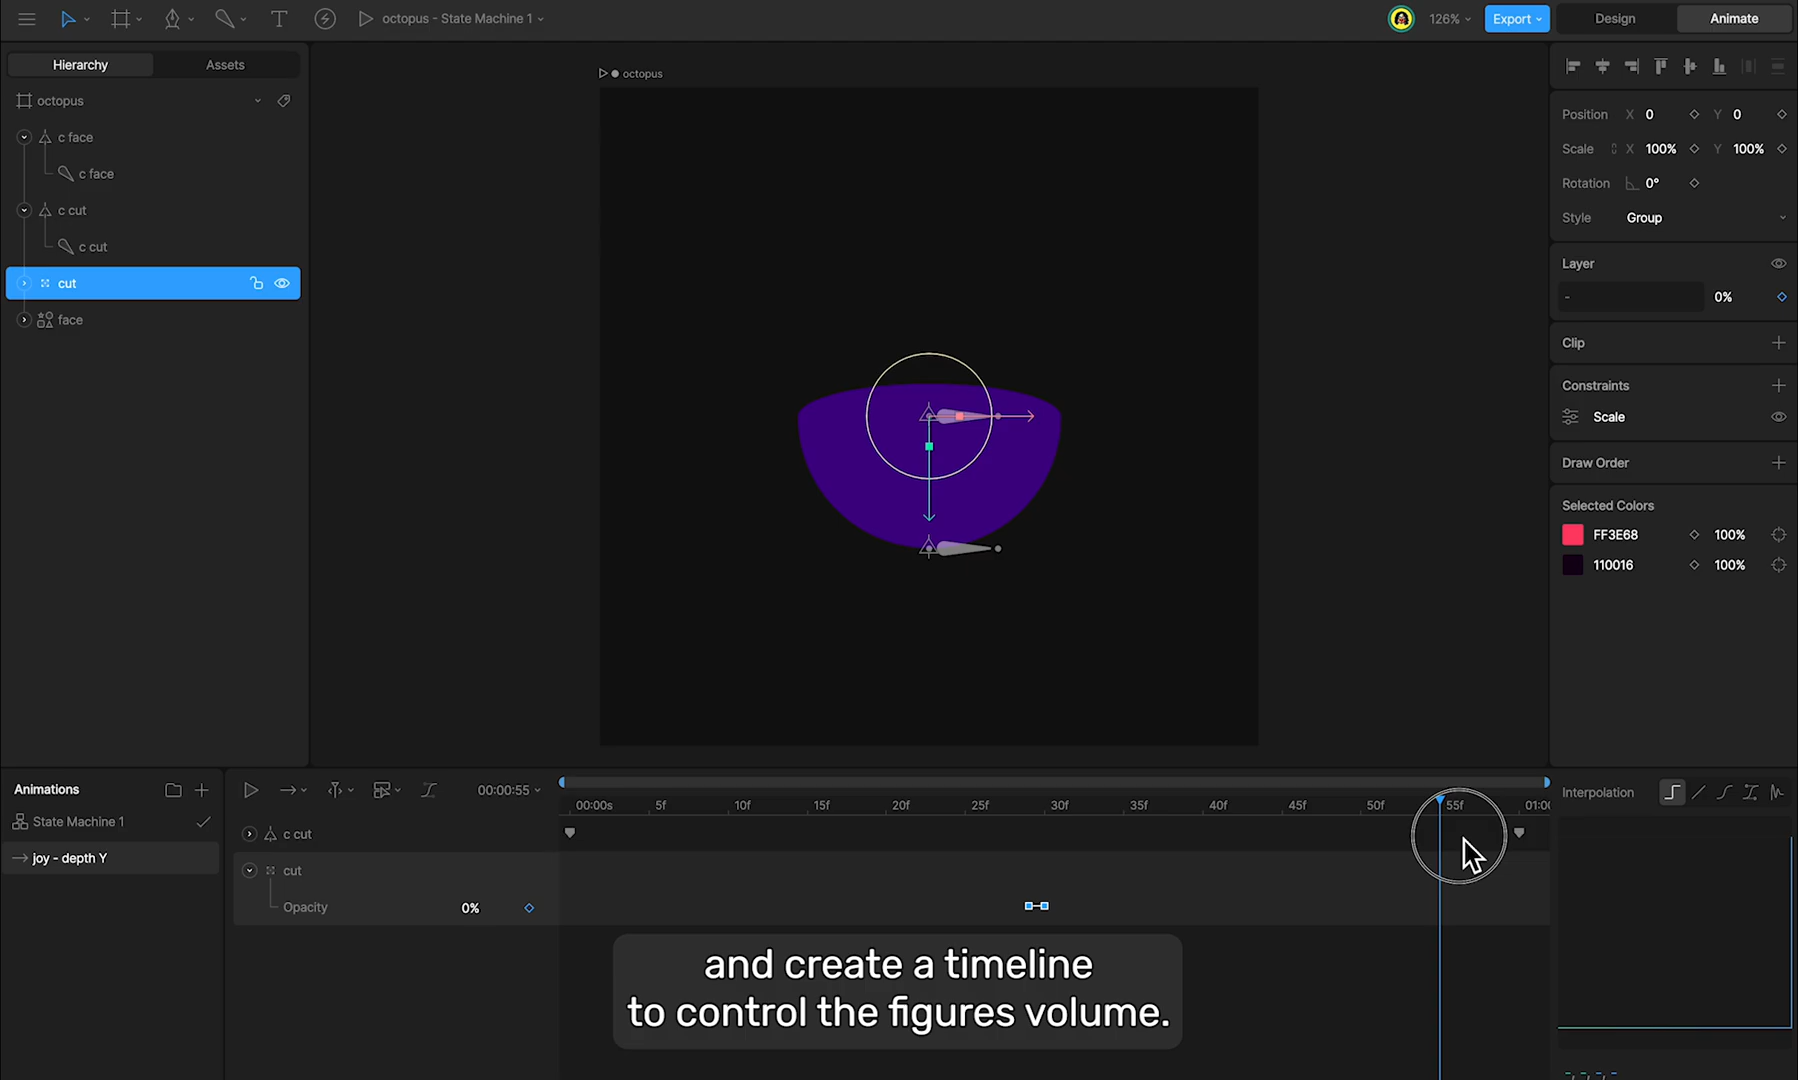 octopus - State Machine 1
126%
Export
Design
Animate
Hierarchy
Assets
octopus
c face
c face
c cut
c cut
cut
face
octopus
Position X 0 Y 0
Scale X 100% Y 100%
Rotation 0°
Style Group
Layer
- 0%
Clip
Constraints
Scale
Draw Order
Selected Colors
FF3E68 100%
110016 100%
Animations
State Machine 1
joy - depth Y
00:00:55
00:00s 5f 10f 15f 20f 25f 30f 35f 40f 45f 50f 55f 01:00
c cut
cut
Opacity 0%
Interpolation
and create a timeline
to control the figures volume.